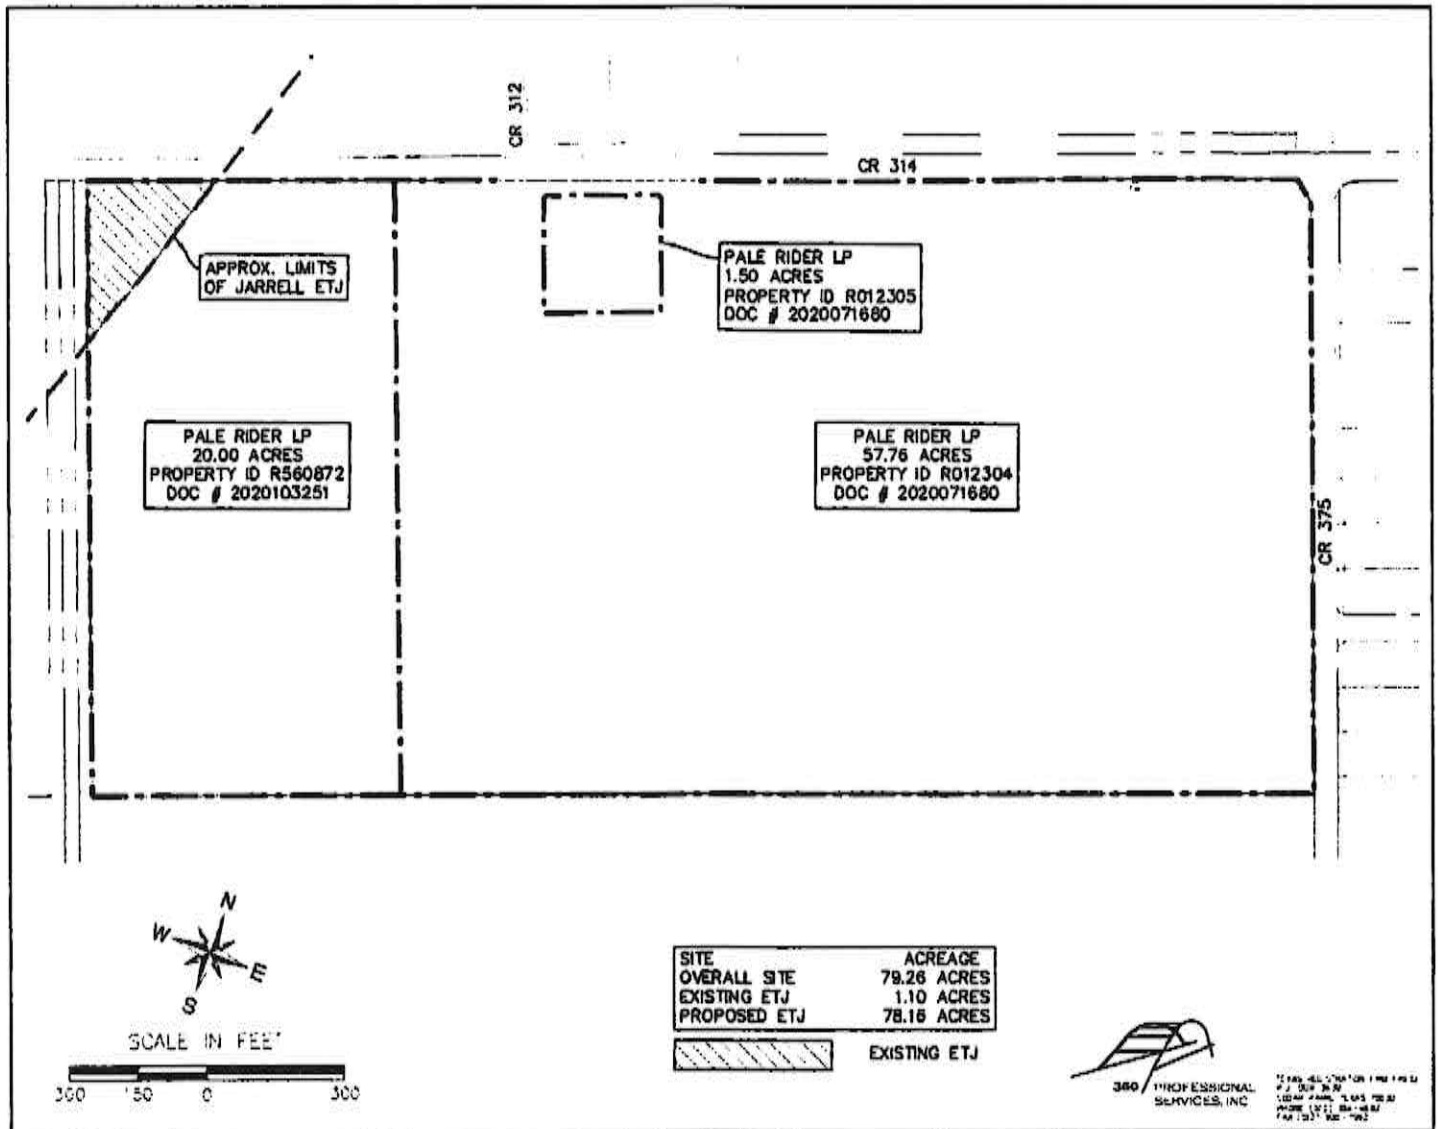 CR 312
CR 314
APPROX. LIMITS
OF JARRELL ETJ
PALE RIDER LP
1.50 ACRES
PROPERTY ID R012305
DOC # 2020071680
PALE RIDER LP
20.00 ACRES
PROPERTY ID R560872
DOC # 2020103251
PALE RIDER LP
57.76 ACRES
PROPERTY ID R012304
DOC # 2020071680
CR 375
N
W
E
S
SCALE IN FEET
300 150 0 300
SITE ACREAGE
OVERALL SITE 79.26 ACRES
EXISTING ETJ 1.10 ACRES
PROPOSED ETJ 78.16 ACRES
EXISTING ETJ
360 PROFESSIONAL
SERVICES, INC